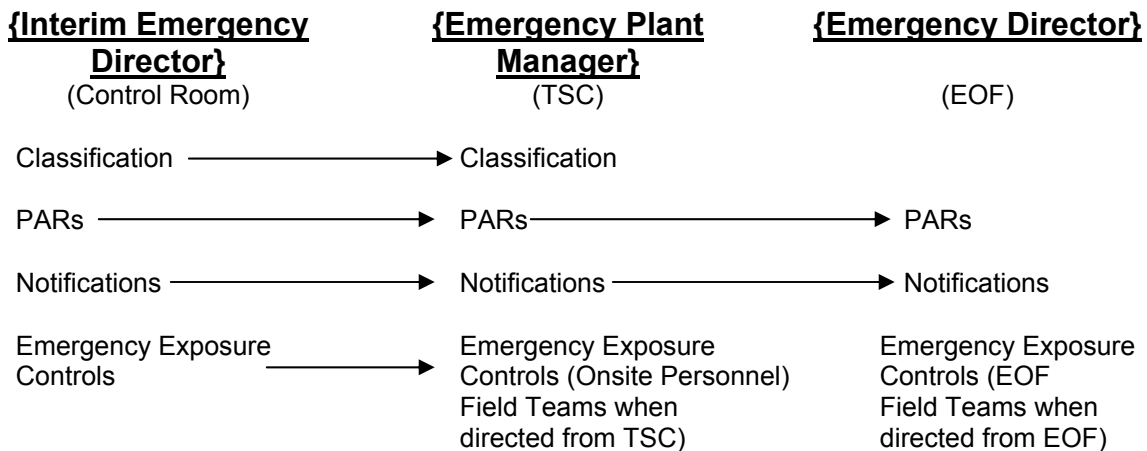 {Interim Emergency Director}
(Control Room)
{Emergency Plant Manager}
(TSC)
{Emergency Director}
(EOF)
Classification Classification
PARs PARs PARs
Notifications Notifications Notifications
Emergency Exposure Emergency Exposure Emergency Exposure
Controls Controls (Onsite Personnel) Controls (EOF
Field Teams when Field Teams when
directed from TSC) directed from EOF)